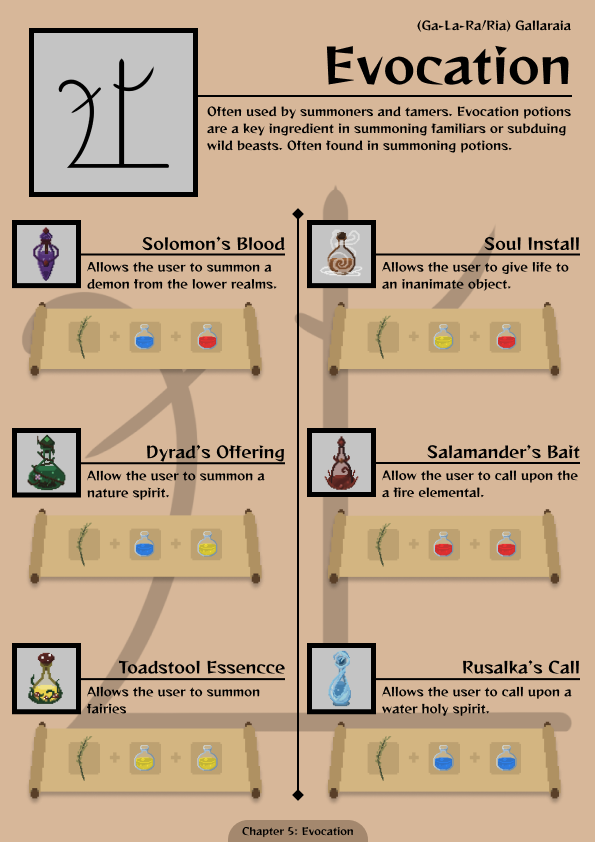 (Ga-La-Ra/Ria) Gallaraia
Evocation
Often used by summoners and tamers. Evocation potions
are a key ingredient in summoning familiars or subduing
wild beasts. Often found in summoning potions.
Solomon's Blood
Allows the user to summon a
demon from the lower realms.
Soul Install
Allows the user to give life to
an inanimate object.
Dyrad's Offering
Allow the user to summon a
nature spirit.
Salamander's Bait
Allow the user to call upon the
a fire elemental.
Toadstool Essencce
Allows the user to summon
fairies
Rusalka's Call
Allows the user to call upon a
water holy spirit.
Chapter 5: Evocation